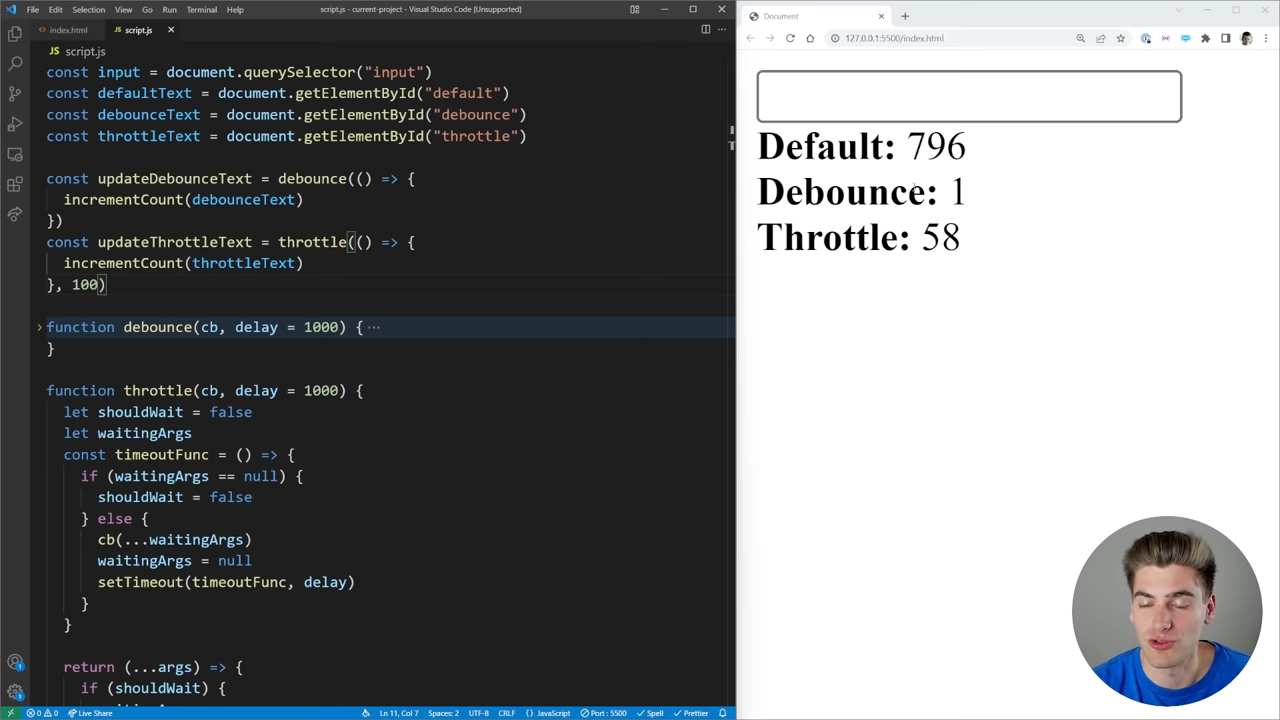 File Edit Selection View Go Run Terminal Help script.js - current-project - Visual Studio Code [Unsupported]
index.html script.js
script.js
const input = document.querySelector("input")
const defaultText = document.getElementById("default")
const debounceText = document.getElementById("debounce")
const throttleText = document.getElementById("throttle")
const updateDebounceText = debounce(() => {
incrementCount(debounceText)
})
const updateThrottleText = throttle(() => {
incrementCount(throttleText)
}, 100)
function debounce(cb, delay = 1000) { ···
}
function throttle(cb, delay = 1000) {
let shouldWait = false
let waitingArgs
const timeoutFunc = () => {
if (waitingArgs == null) {
shouldWait = false
} else {
cb(...waitingArgs)
waitingArgs = null
setTimeout(timeoutFunc, delay)
}
}
return (...args) => {
if (shouldWait) {
0 0 Live Share Ln 11, Col 7 Spaces: 2 UTF-8 CRLF {} JavaScript Port : 5500 Spell Prettier
Document
127.0.0.1:5500/index.html
Default: 796
Debounce: 1
Throttle: 58